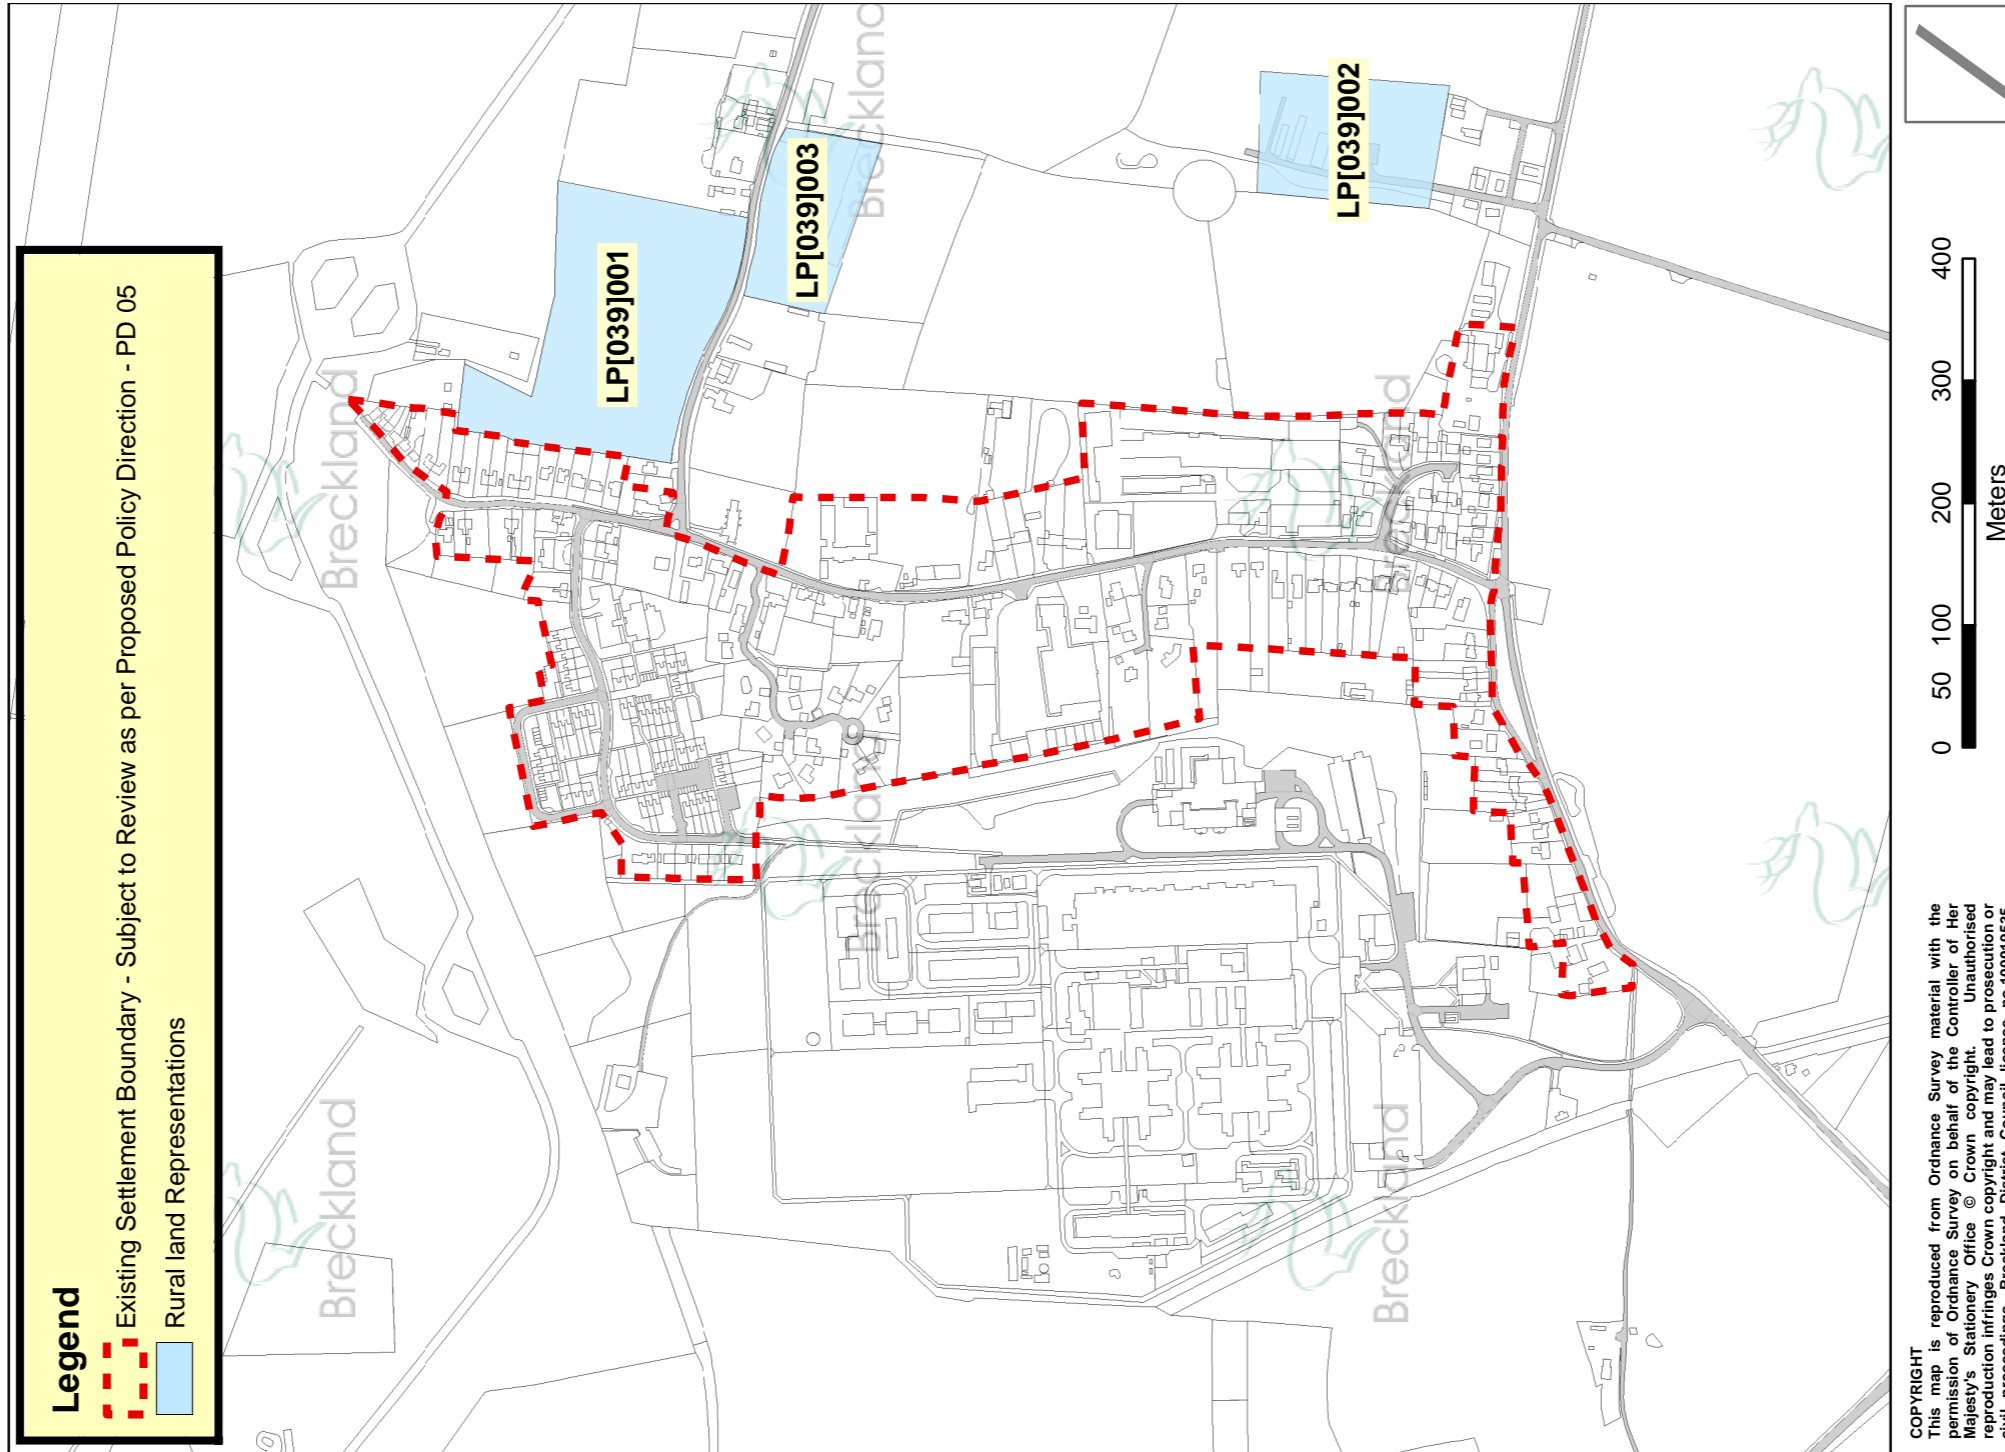 Legend
Existing Settlement Boundary - Subject to Review as per Proposed Policy Direction - PD 05
Rural land Representations
LP[039]001
LP[039]003
LP[039]002
Breckland
Breckland
Breckland
Breckland
Breckland
Breckland
Breckland
0 50 100 200 300 400
Meters
COPYRIGHT
This map is reproduced from Ordnance Survey material with the
permission of Ordnance Survey on behalf of the Controller of Her
Majesty's Stationery Office © Crown copyright. Unauthorised
reproduction infringes Crown copyright and may lead to prosecution or